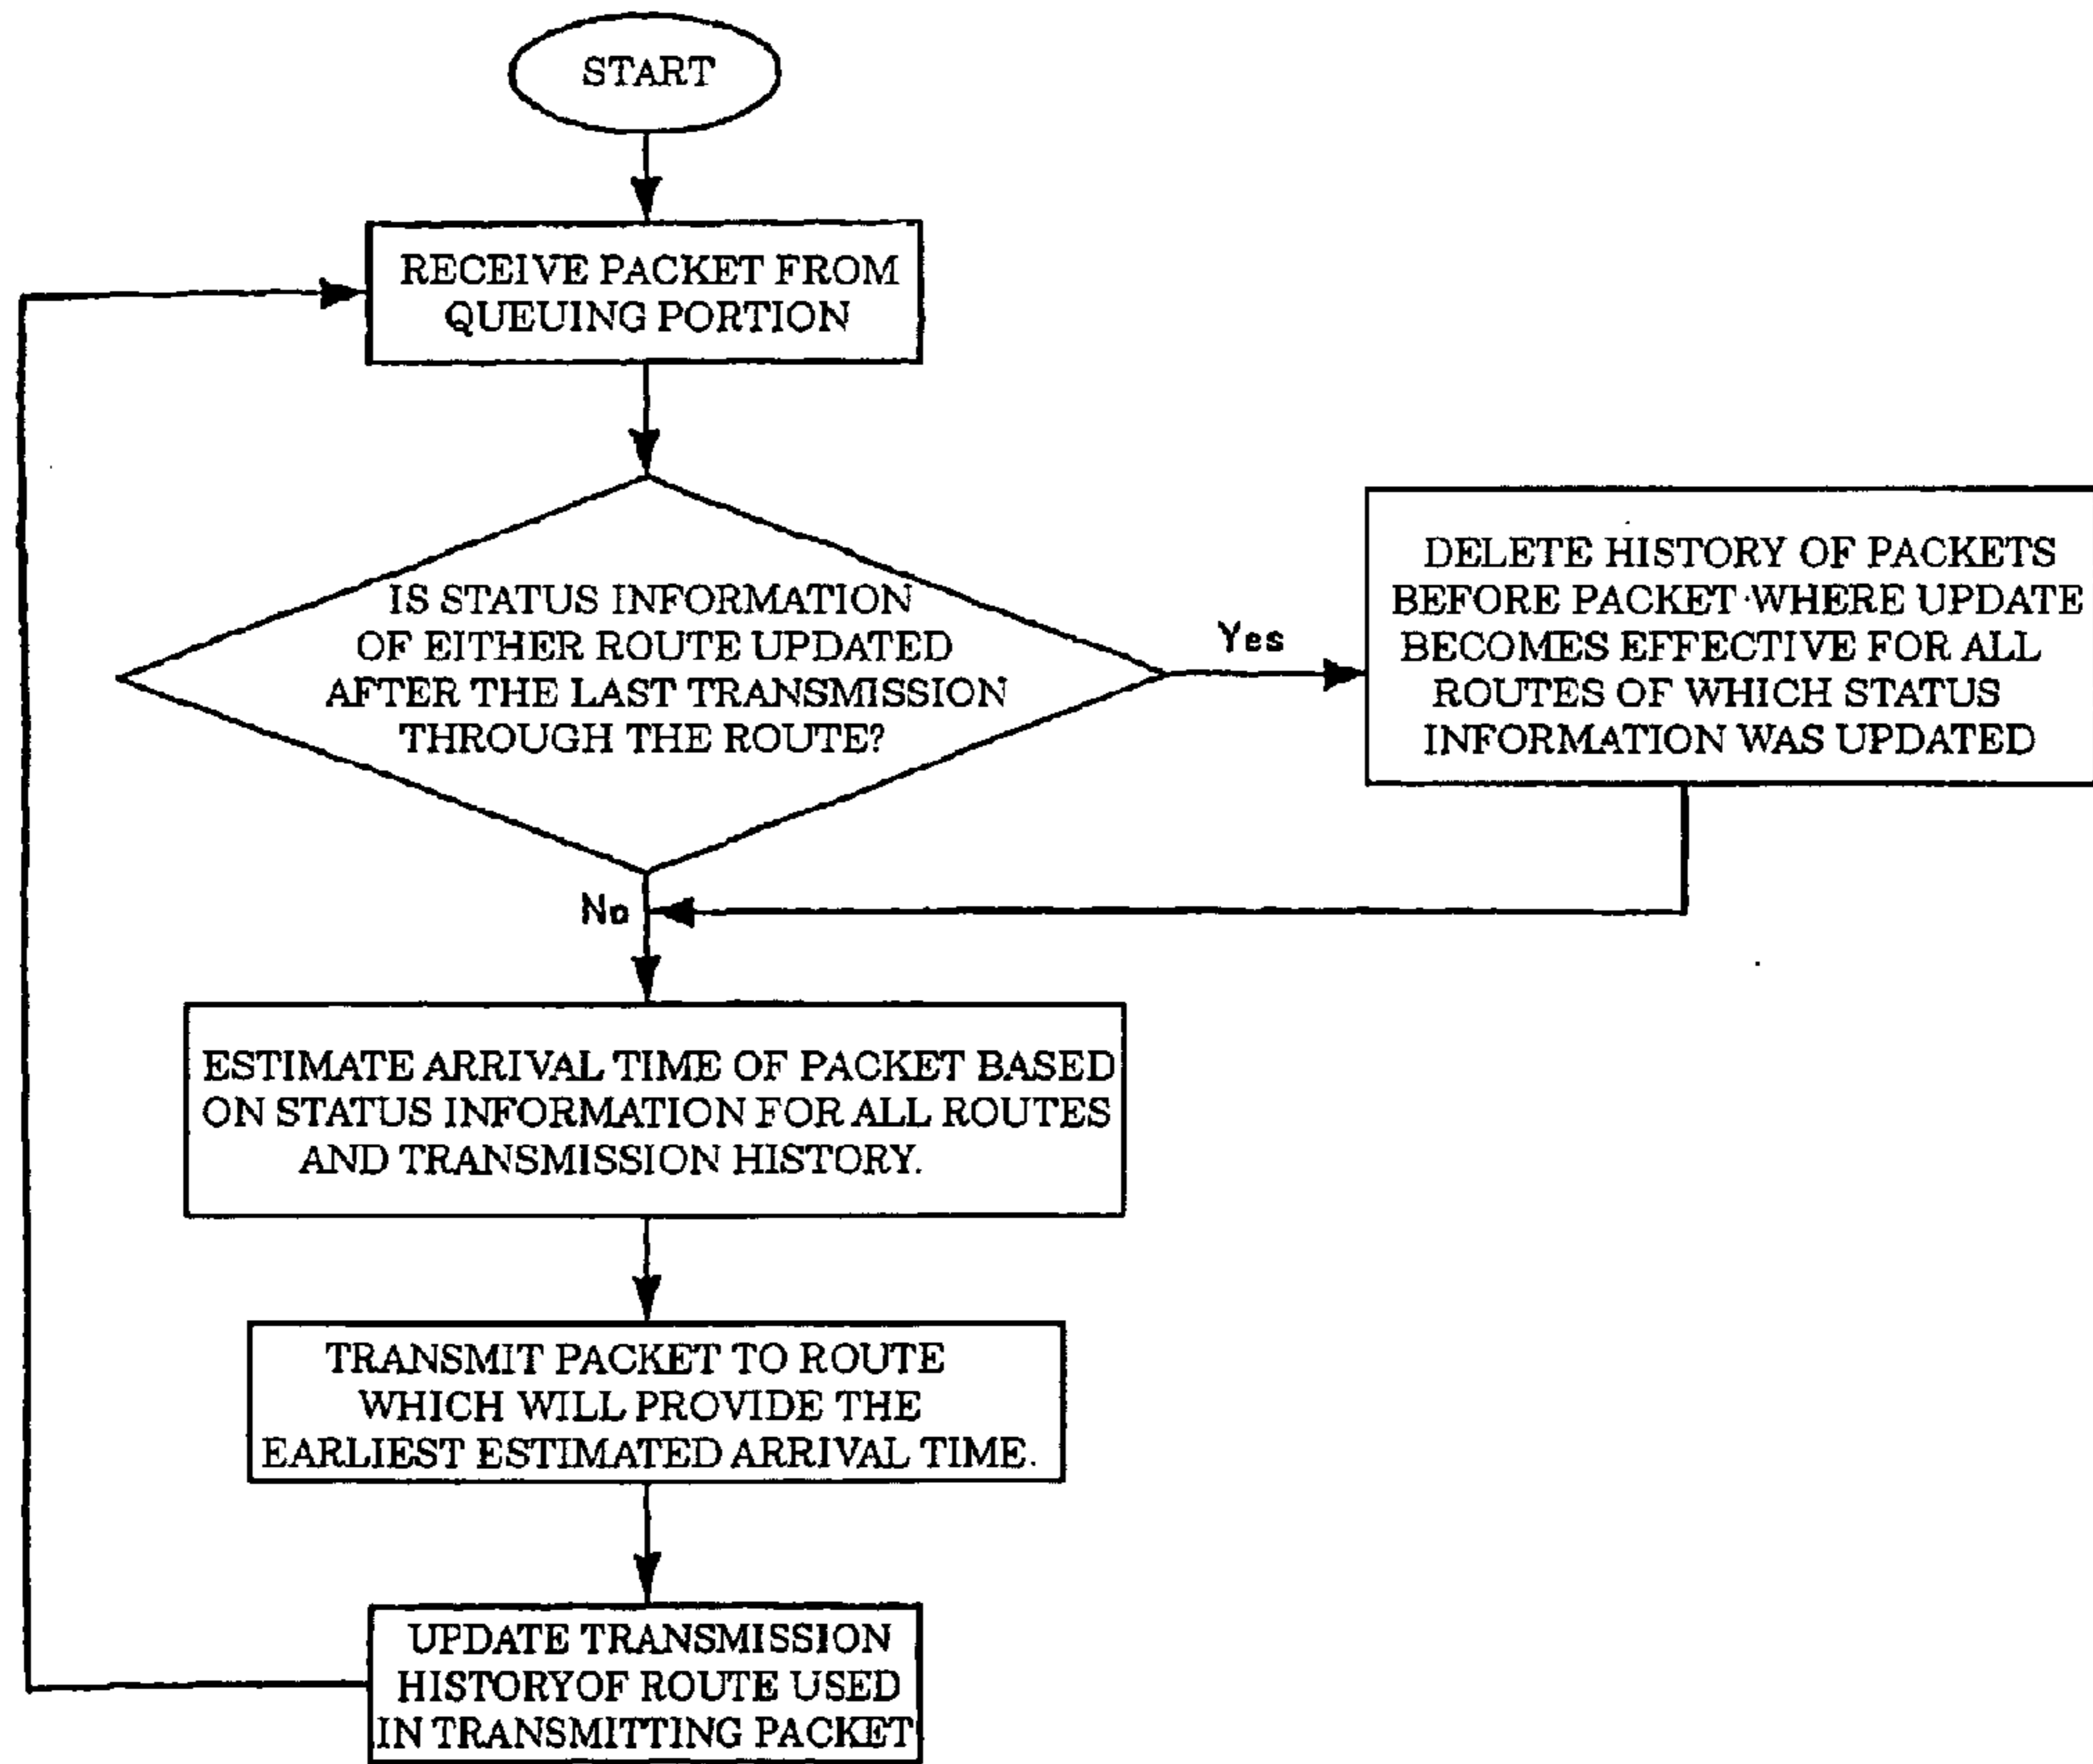 START
RECEIVE PACKET FROM
QUEUING PORTION
IS STATUS INFORMATION
OF EITHER ROUTE UPDATED
AFTER THE LAST TRANSMISSION
THROUGH THE ROUTE?
Yes
DELETE HISTORY OF PACKETS
BEFORE PACKET WHERE UPDATE
BECOMES EFFECTIVE FOR ALL
ROUTES OF WHICH STATUS
INFORMATION WAS UPDATED
No
ESTIMATE ARRIVAL TIME OF PACKET BASED
ON STATUS INFORMATION FOR ALL ROUTES
AND TRANSMISSION HISTORY.
TRANSMIT PACKET TO ROUTE
WHICH WILL PROVIDE THE
EARLIEST ESTIMATED ARRIVAL TIME.
UPDATE TRANSMISSION
HISTORYOF ROUTE USED
IN TRANSMITTING PACKET